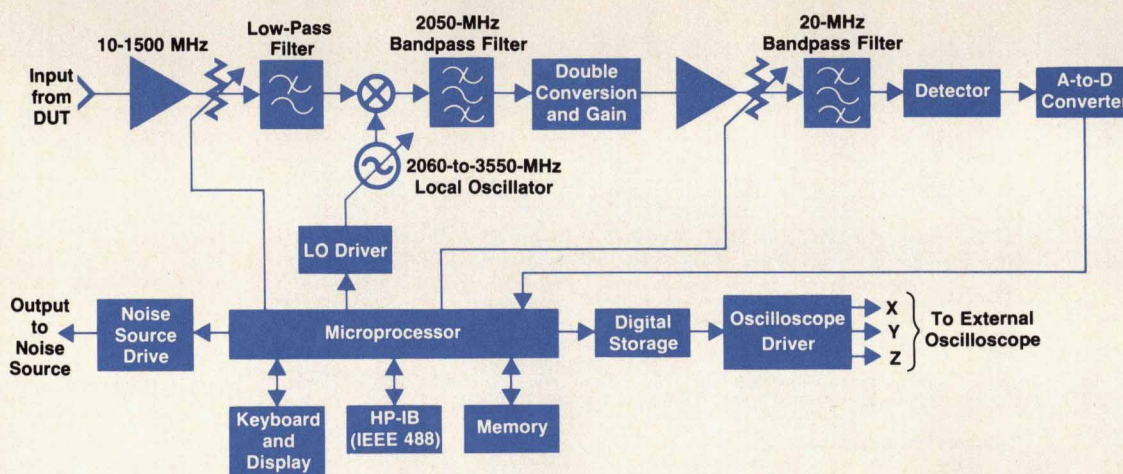 10-1500 MHz
Input
from
DUT
Low-Pass
Filter
2050-MHz
Bandpass Filter
Double
Conversion
and Gain
20-MHz
Bandpass Filter
Detector
A-to-D
Converter
2060-to-3550-MHz
Local Oscillator
LO Driver
Output
to
Noise
Source
Noise
Source
Drive
Microprocessor
Digital
Storage
Oscilloscope
Driver
X
Y
Z
To External
Oscilloscope
Keyboard
and
Display
HP-IB
(IEEE 488)
Memory